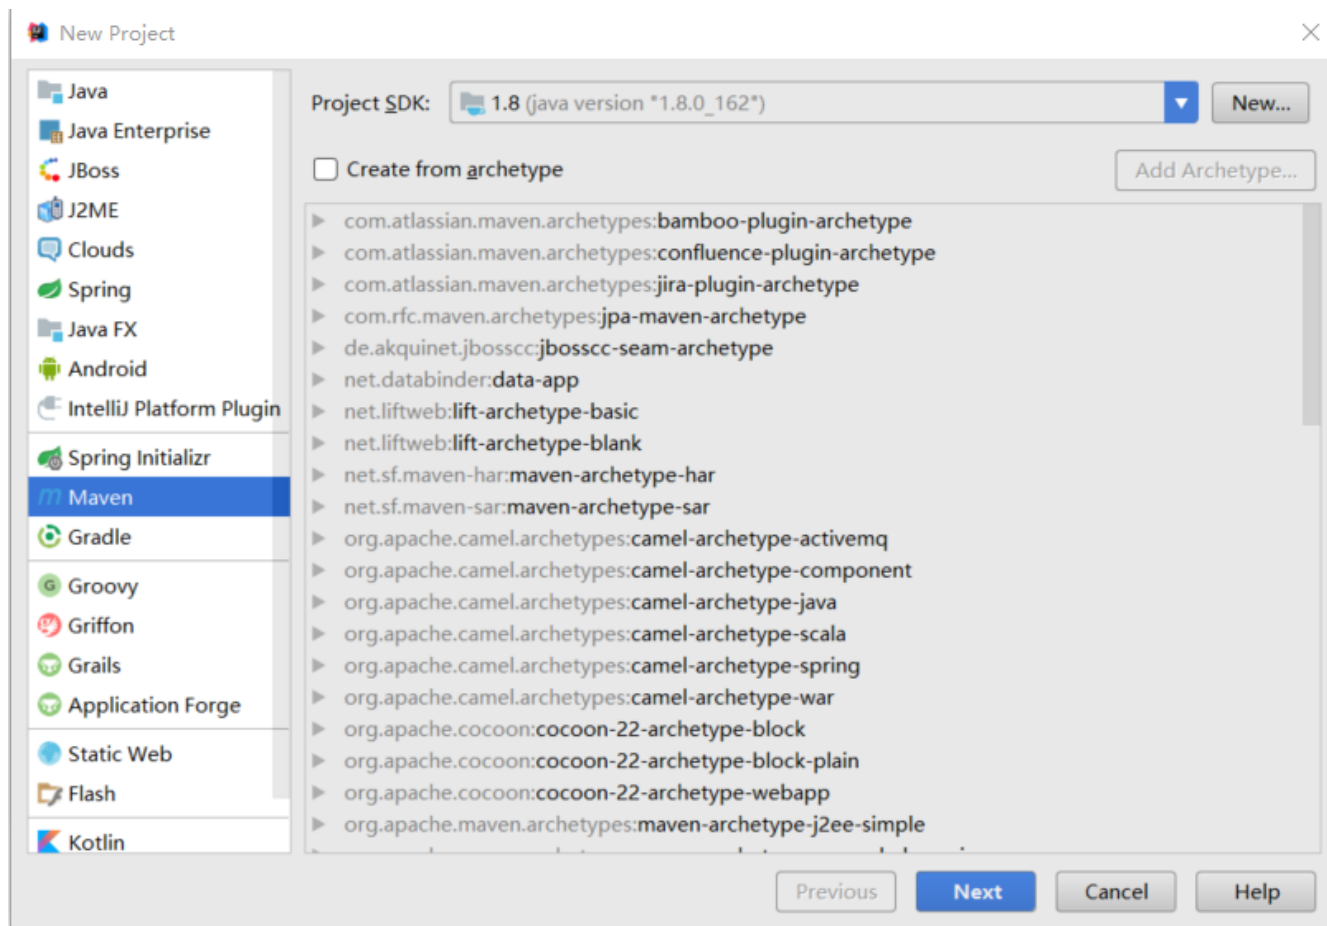 New Project
Java
Java Enterprise
JBoss
J2ME
Clouds
Spring
Java FX
Android
IntelliJ Platform Plugin
Spring Initializr
Maven
Gradle
Groovy
Griffon
Grails
Application Forge
Static Web
Flash
Kotlin
Project SDK: 1.8 (java version "1.8.0_162") New...
Create from archetype Add Archetype...
com.atlassian.maven.archetypes:bamboo-plugin-archetype
com.atlassian.maven.archetypes:confluence-plugin-archetype
com.atlassian.maven.archetypes:jira-plugin-archetype
com.rfc.maven.archetypes:jpa-maven-archetype
de.akquinet.jbosscc:jbosscc-seam-archetype
net.databinder:data-app
net.liftweb:lift-archetype-basic
net.liftweb:lift-archetype-blank
net.sf.maven-har:maven-archetype-har
net.sf.maven-sar:maven-archetype-sar
org.apache.camel.archetypes:camel-archetype-activemq
org.apache.camel.archetypes:camel-archetype-component
org.apache.camel.archetypes:camel-archetype-java
org.apache.camel.archetypes:camel-archetype-scala
org.apache.camel.archetypes:camel-archetype-spring
org.apache.camel.archetypes:camel-archetype-war
org.apache.cocoon:cocoon-22-archetype-block
org.apache.cocoon:cocoon-22-archetype-block-plain
org.apache.cocoon:cocoon-22-archetype-webapp
org.apache.maven.archetypes:maven-archetype-j2ee-simple
Previous Next Cancel Help